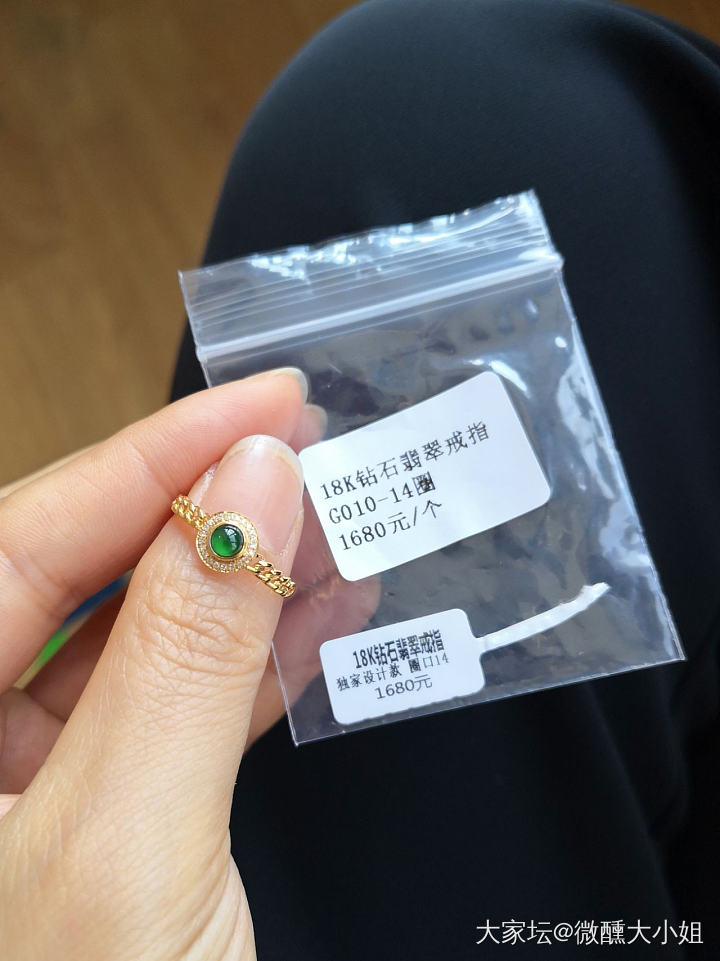 18K钻石翡翠戒指
G010-14圈
1680元/个
18K钻石翡翠戒指
独家设计款 圈口14
1680元
大家坛@微醺大小姐